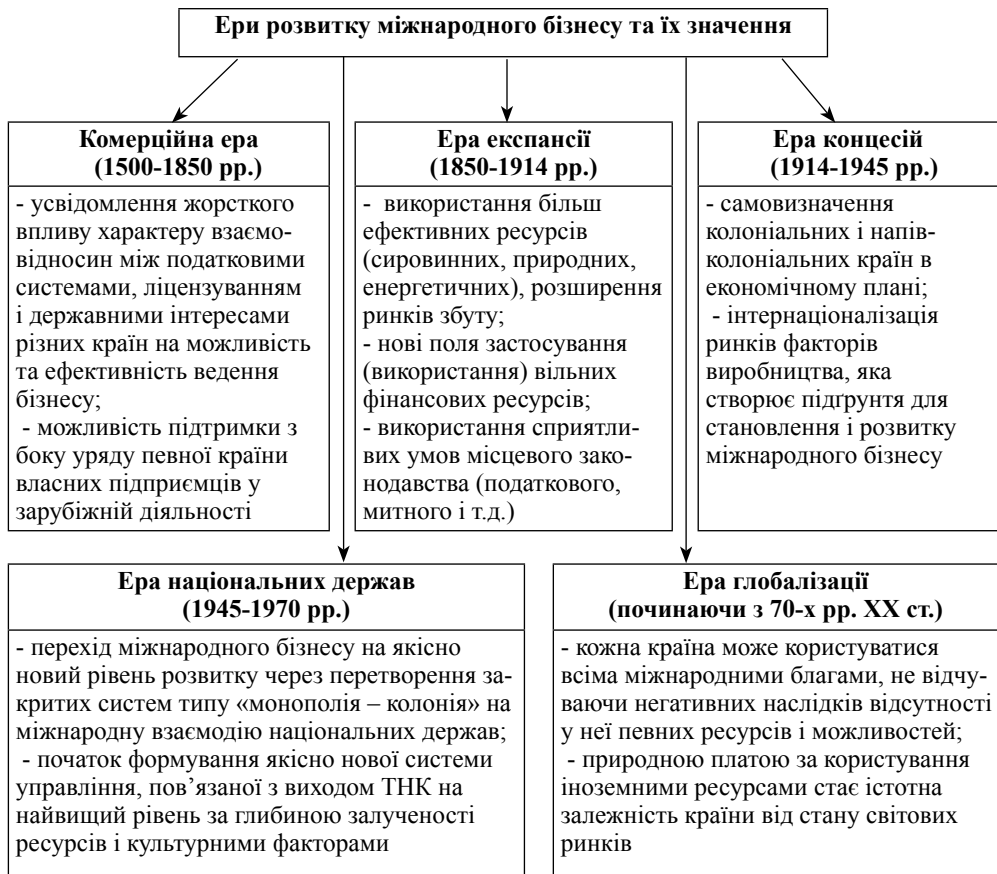 Ери розвитку міжнародного бізнесу та їх значення
Комерційна ера
(1500-1850 рр.)
- усвідомлення жорсткого
впливу характеру взаємо-
відносин між податковими
системами, ліцензуванням
і державними інтересами
різних країн на можливість
та ефективність ведення
бізнесу;
- можливість підтримки з
боку уряду певної країни
власних підприємців у
зарубіжній діяльності
Ера експансії
(1850-1914 рр.)
- використання більш
ефективних ресурсів
(сировинних, природних,
енергетичних), розширення
ринків збуту;
- нові поля застосування
(використання) вільних
фінансових ресурсів;
- використання сприятли-
вих умов місцевого зако-
нодавства (податкового,
митного і т.д.)
Ера концесій
(1914-1945 рр.)
- самовизначення
колоніальних і напів-
колоніальних країн в
економічному плані;
- інтернаціоналізація
ринків факторів
виробництва, яка
створює підґрунтя для
становлення і розвитку
міжнародного бізнесу
Ера національних держав
(1945-1970 рр.)
- перехід міжнародного бізнесу на якісно
новий рівень розвитку через перетворення за-
критих систем типу «монополія – колонія» на
міжнародну взаємодію національних держав;
- початок формування якісно нової системи
управління, пов’язаної з виходом ТНК на
найвищий рівень за глибиною залученості
ресурсів і культурними факторами
Ера глобалізації
(починаючи з 70-х рр. ХХ ст.)
- кожна країна може користуватися
всіма міжнародними благами, не відчу-
ваючи негативних наслідків відсутності
у неї певних ресурсів і можливостей;
- природною платою за користування
іноземними ресурсами стає істотна
залежність країни від стану світових
ринків